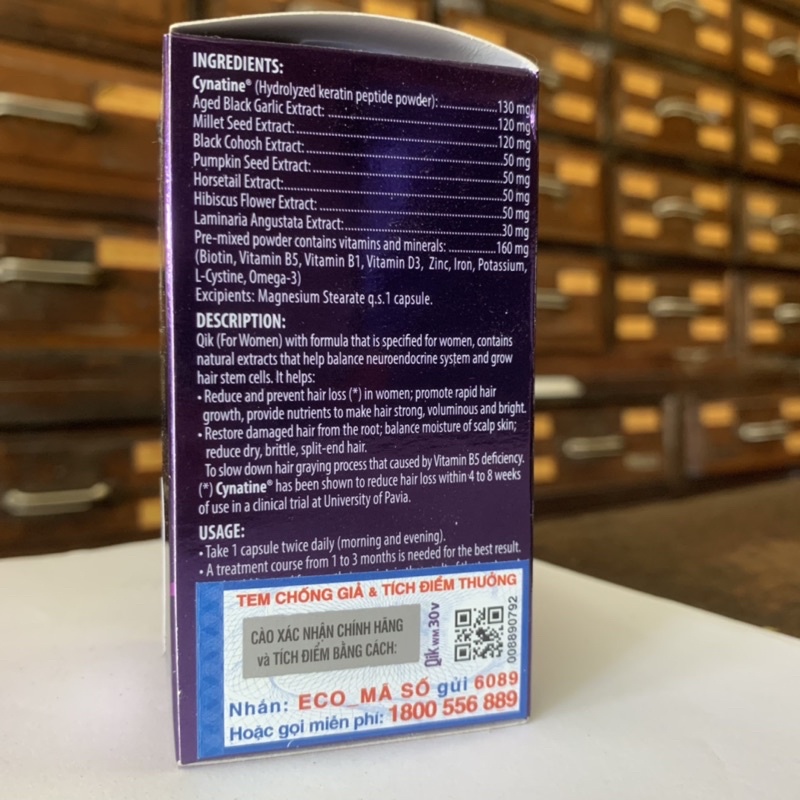 INGREDIENTS:
Cynatine® (Hydrolyzed keratin peptide powder): ..............130 mg
Aged Black Garlic Extract: ..............120 mg
Millet Seed Extract: ..............120 mg
Black Cohosh Extract: ..............50 mg
Pumpkin Seed Extract: ..............50 mg
Horsetail Extract: ..............50 mg
Hibiscus Flower Extract: ..............50 mg
Laminaria Angustata Extract: ..............30 mg
Pre-mixed powder contains vitamins and minerals: ..............160 mg
(Biotin, Vitamin B5, Vitamin B1, Vitamin D3, Zinc, Iron, Potassium,
L-Cystine, Omega-3)
Excipients: Magnesium Stearate q.s.1 capsule.
DESCRIPTION:
Qik (For Women) with formula that is specified for women, contains
natural extracts that help balance neuroendocrine system and grow
hair stem cells. It helps:
• Reduce and prevent hair loss (*) in women; promote rapid hair
growth, provide nutrients to make hair strong, voluminous and bright.
• Restore damaged hair from the root; balance moisture of scalp skin;
reduce dry, brittle, split-end hair.
To slow down hair graying process that caused by Vitamin B5 deficiency.
(*) Cynatine® has been shown to reduce hair loss within 4 to 8 weeks
of use in a clinical trial at University of Pavia.
USAGE:
• Take 1 capsule twice daily (morning and evening).
• A treatment course from 1 to 3 months is needed for the best result.
TEM CHỐNG GIẢ & TÍCH ĐIỂM THƯỞNG
CÀO XÁC NHẬN CHÍNH HÃNG
và TÍCH ĐIỂM BẰNG CÁCH:
Qik WM 30v
008890792
Nhắn: ECO_MÃ SỐ gửi 6089
Hoặc gọi miễn phí: 1800 556 889